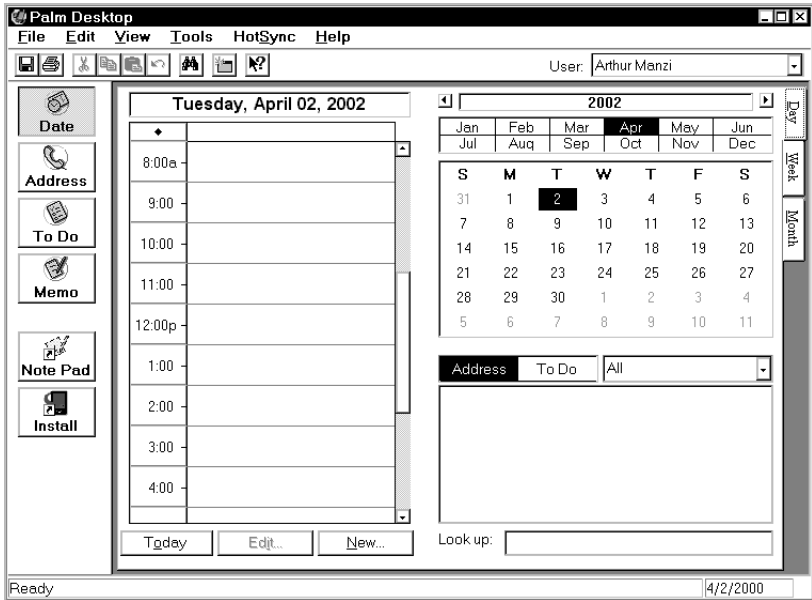 Palm Desktop
File Edit View Tools HotSync Help
User: Arthur Manzi
Date
Address
To Do
Memo
Note Pad
Install
Tuesday, April 02, 2002
8:00a
9:00
10:00
11:00
12:00p
1:00
2:00
3:00
4:00
Today Edit... New...
2002
Jan Feb Mar Apr May Jun
Jul Aug Sep Oct Nov Dec
S M T W T F S
31 1 2 3 4 5 6
7 8 9 10 11 12 13
14 15 16 17 18 19 20
21 22 23 24 25 26 27
28 29 30 1 2 3 4
5 6 7 8 9 10 11
Address To Do All
Look up:
Day
Week
Month
Ready 4/2/2000